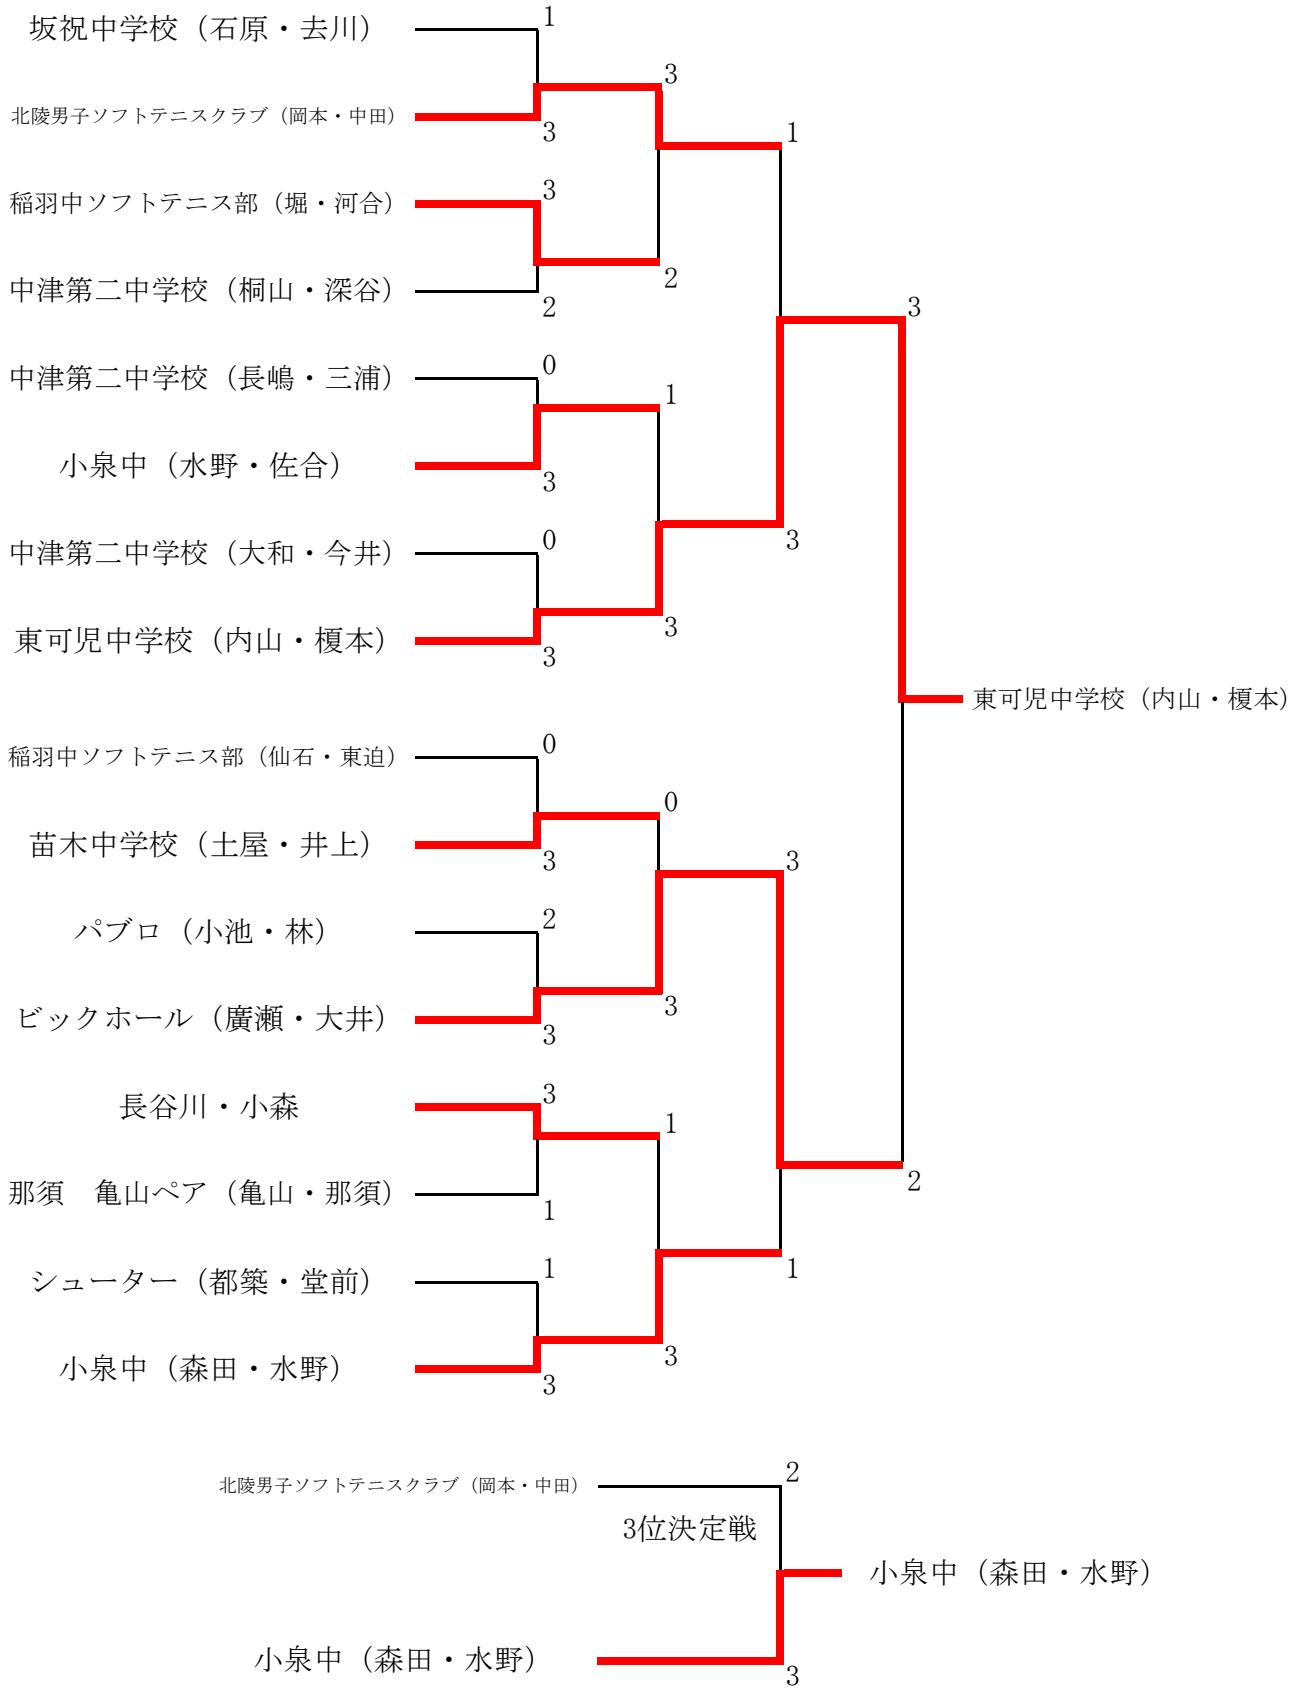 坂祝中学校（石原・去川）
1
3
北陵男子ソフトテニスクラブ（岡本・中田）
3
1
稲羽中ソフトテニス部（堀・河合）
3
2
中津第二中学校（桐山・深谷）
2
3
中津第二中学校（長嶋・三浦）
0
1
小泉中（水野・佐合）
3
3
中津第二中学校（大和・今井）
0
東可児中学校（内山・榎本）
3
3
東可児中学校（内山・榎本）
稲羽中ソフトテニス部（仙石・東迫）
0
0
苗木中学校（土屋・井上）
3
3
パブロ（小池・林）
2
3
ビックホール（廣瀬・大井）
3
長谷川・小森
3
1
那須　亀山ペア（亀山・那須）
1
2
シューター（都築・堂前）
1
1
小泉中（森田・水野）
3
3
北陵男子ソフトテニスクラブ（岡本・中田）
2
3位決定戦
小泉中（森田・水野）
小泉中（森田・水野）
3